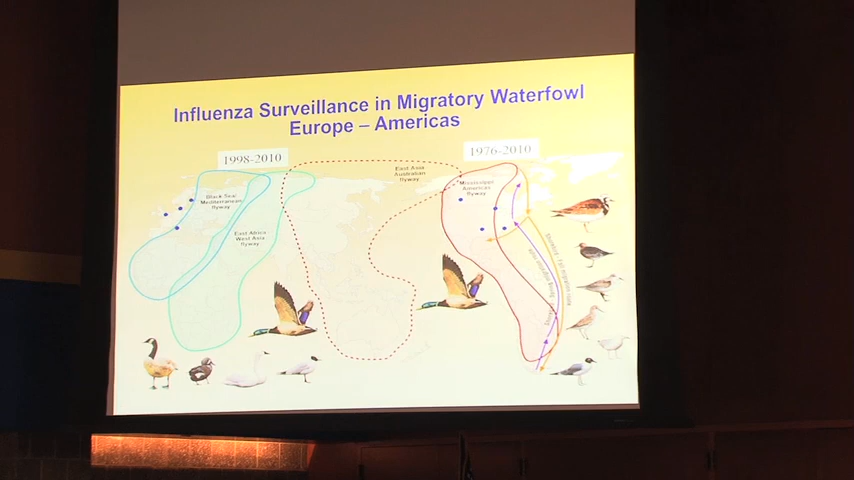 Influenza Surveillance in Migratory Waterfowl
Europe – Americas
1998-2010
1976-2010
East Asia
Australian
flyway
Black Sea/
Mediterranean
flyway
Mississippi
Americas
flyway
East Africa
West Asia
flyway